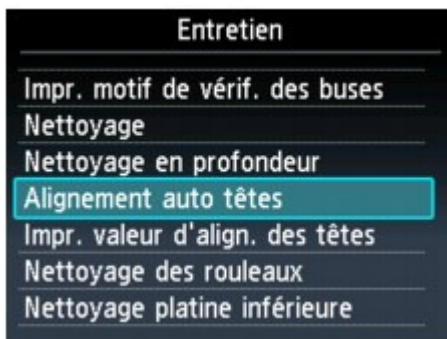 Entretien
Impr. motif de vérif. des buses
Nettoyage
Nettoyage en profondeur
Alignement auto têtes
Impr. valeur d'align. des têtes
Nettoyage des rouleaux
Nettoyage platine inférieure